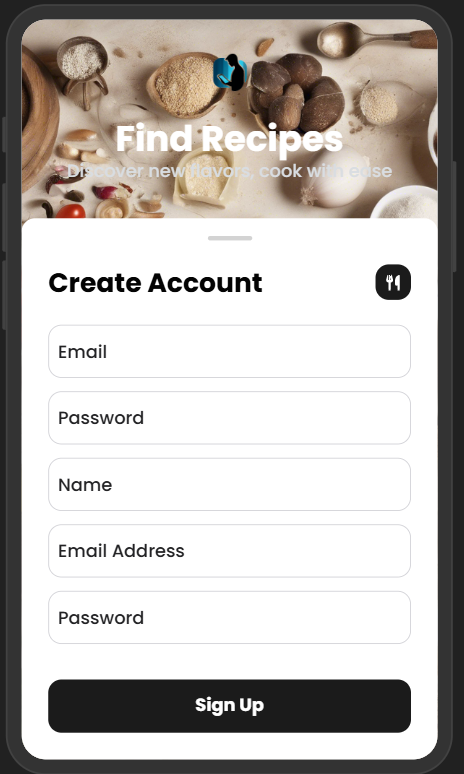 Find Recipes
Discover new flavors, cook with ease
Create Account
Email
Password
Name
Email Address
Password
Sign Up